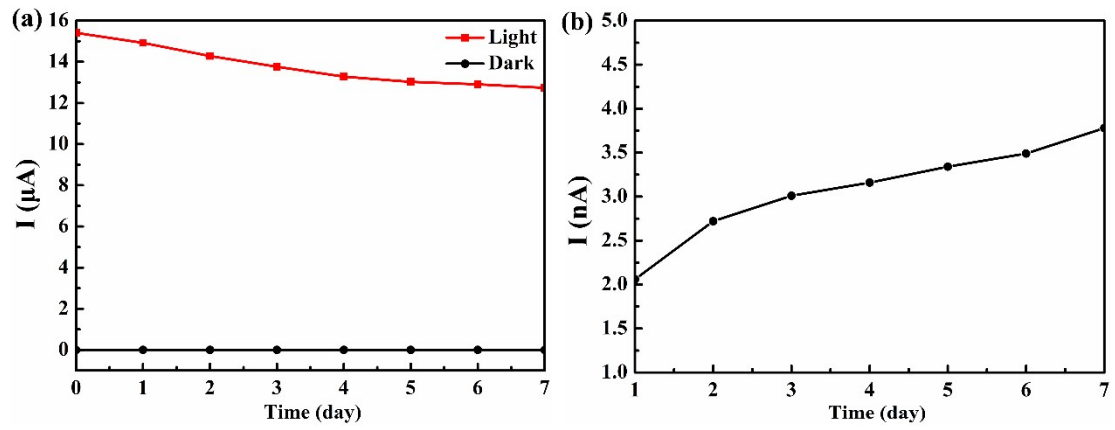 (a)
16
14
12
10
8
6
4
2
0
I (μA)
Light
Dark
0 1 2 3 4 5 6 7
Time (day)
(b)
5.0
4.5
4.0
3.5
3.0
2.5
2.0
1.5
1.0
I (nA)
1 2 3 4 5 6 7
Time (day)